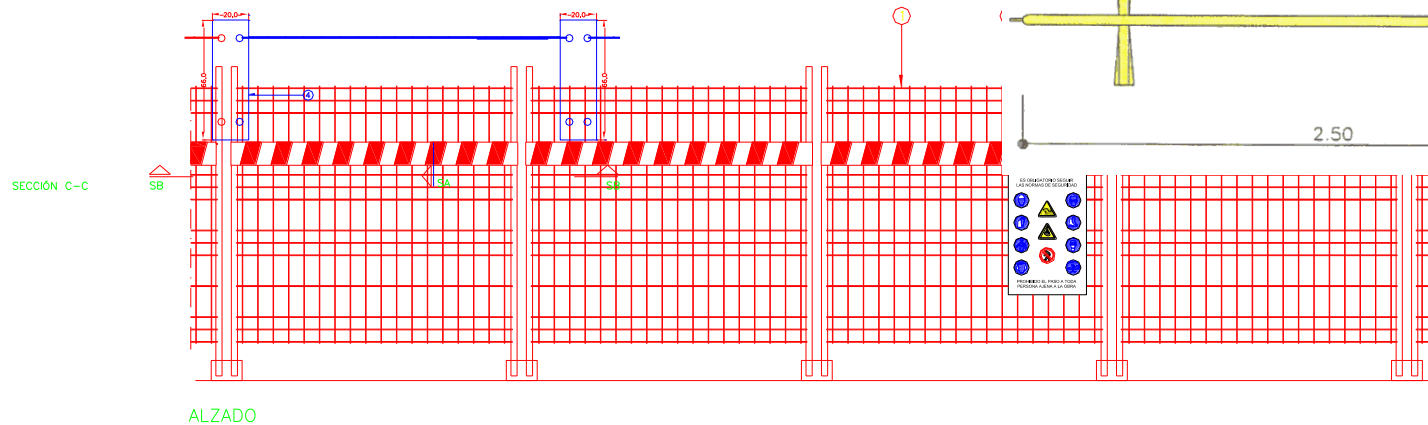 20,0
20,0
1
66,0
66,0
4
2.50
SECCIÓN C-C
SB
SA
SB
ES OBLIGATORIO SEGUIR
LAS NORMAS DE SEGURIDAD
PROHIBIDO EL PASO A TODA
PERSONA AJENA A LA OBRA
ALZADO